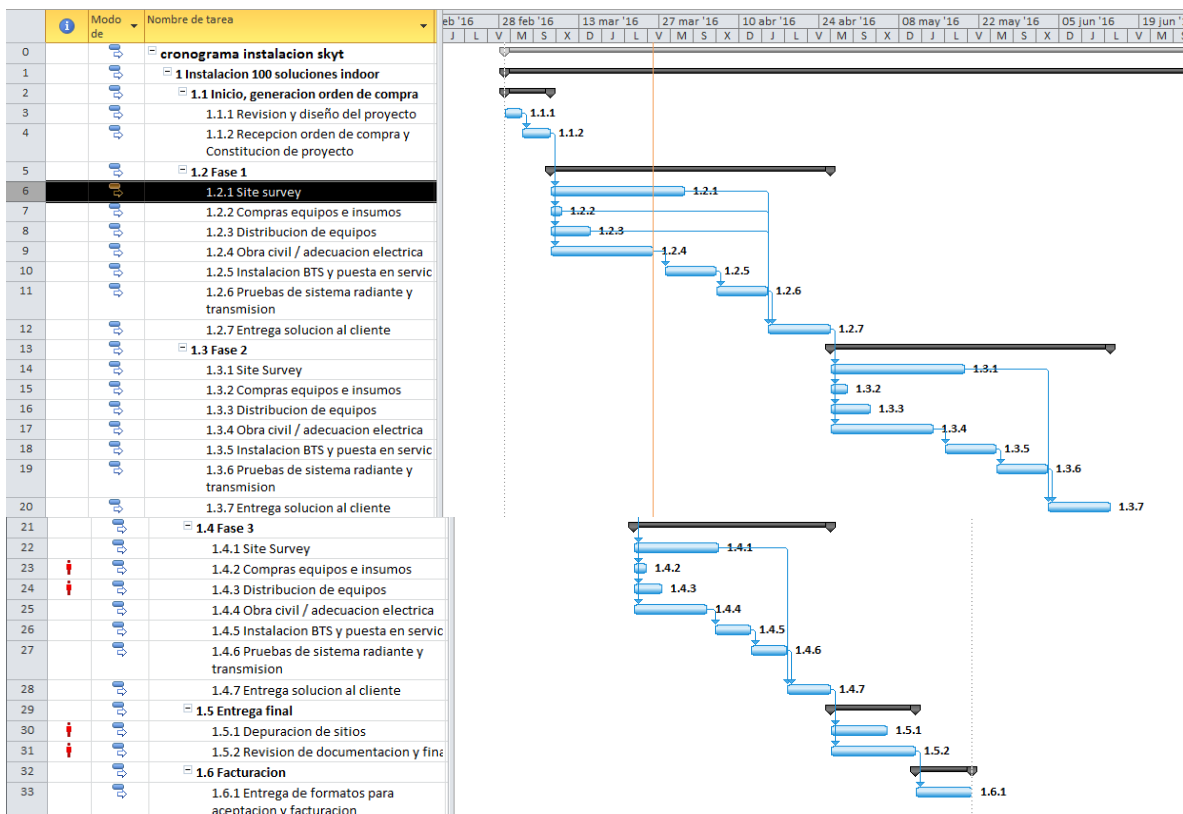 Modo de
Nombre de tarea
eb '16 28 feb '16 13 mar '16 27 mar '16 10 abr '16 24 abr '16 08 may '16 22 may '16 05 jun '16 19 jun '
J L V M S X D J L V M S X D J L V M S X D J L V M S X D J L V M S
0 cronograma instalacion skyt
1 1 Instalacion 100 soluciones indoor
2 1.1 Inicio, generacion orden de compra
3 1.1.1 Revision y diseño del proyecto 1.1.1
4 1.1.2 Recepcion orden de compra y 1.1.2
Constitucion de proyecto
5 1.2 Fase 1
6 1.2.1 Site survey 1.2.1
7 1.2.2 Compras equipos e insumos 1.2.2
8 1.2.3 Distribucion de equipos 1.2.3
9 1.2.4 Obra civil / adecuacion electrica 1.2.4
10 1.2.5 Instalacion BTS y puesta en servic 1.2.5
11 1.2.6 Pruebas de sistema radiante y 1.2.6
transmision
12 1.2.7 Entrega solucion al cliente 1.2.7
13 1.3 Fase 2
14 1.3.1 Site Survey 1.3.1
15 1.3.2 Compras equipos e insumos 1.3.2
16 1.3.3 Distribucion de equipos 1.3.3
17 1.3.4 Obra civil / adecuacion electrica 1.3.4
18 1.3.5 Instalacion BTS y puesta en servic 1.3.5
19 1.3.6 Pruebas de sistema radiante y 1.3.6
transmision
20 1.3.7 Entrega solucion al cliente 1.3.7
21 1.4 Fase 3
22 1.4.1 Site Survey 1.4.1
23 1.4.2 Compras equipos e insumos 1.4.2
24 1.4.3 Distribucion de equipos 1.4.3
25 1.4.4 Obra civil / adecuacion electrica 1.4.4
26 1.4.5 Instalacion BTS y puesta en servic 1.4.5
27 1.4.6 Pruebas de sistema radiante y 1.4.6
transmision
28 1.4.7 Entrega solucion al cliente 1.4.7
29 1.5 Entrega final
30 1.5.1 Depuracion de sitios 1.5.1
31 1.5.2 Revision de documentacion y fina 1.5.2
32 1.6 Facturacion
33 1.6.1 Entrega de formatos para 1.6.1
aceptacion y facturacion